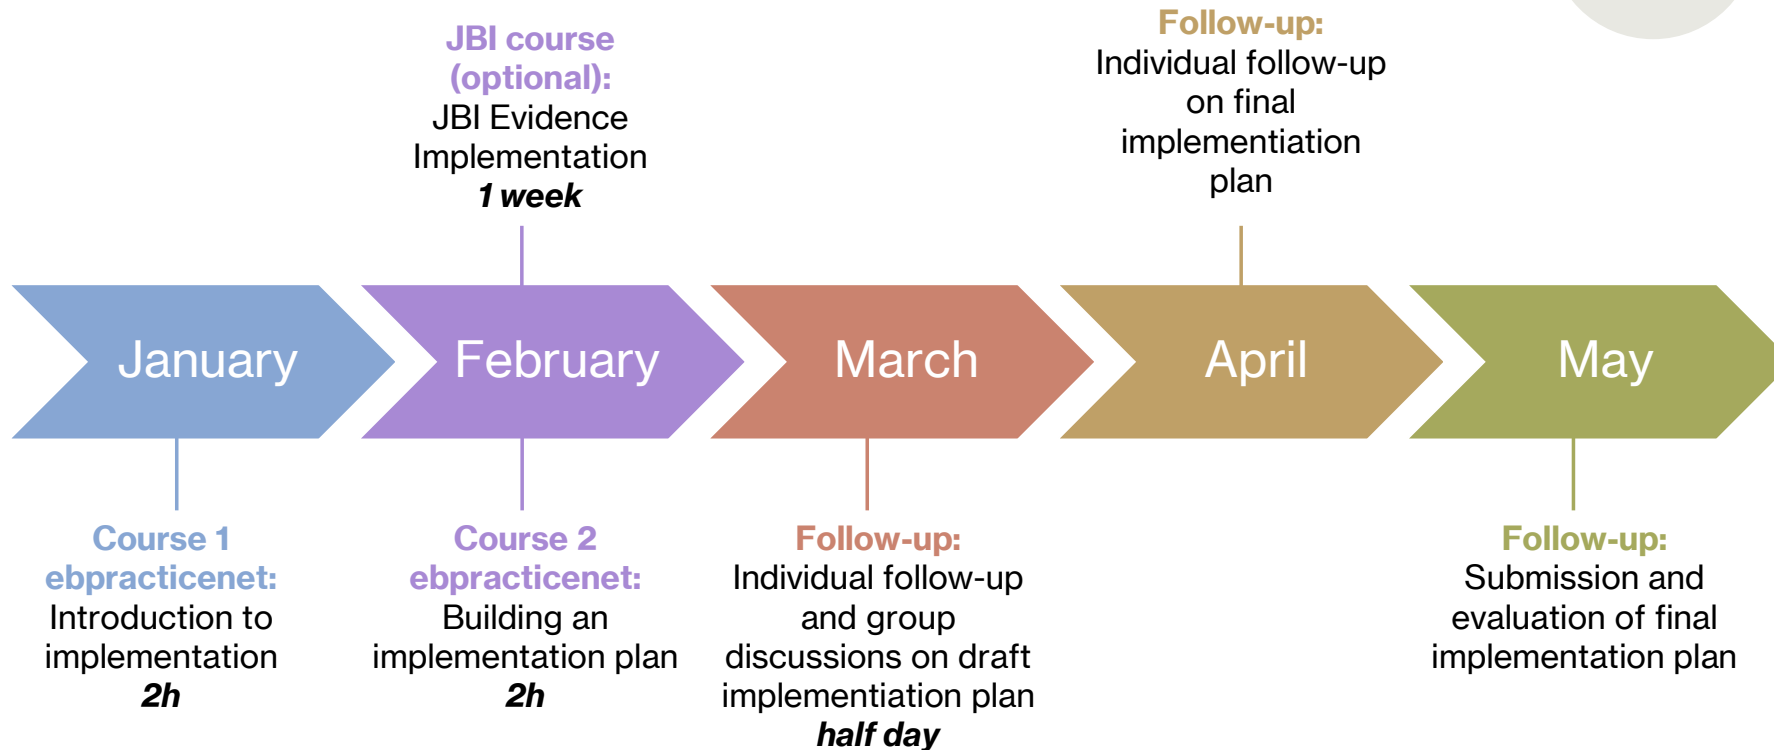 JBI course
(optional):
JBI Evidence
Implementation
1 week
Follow-up:
Individual follow-up
on final
implementiation
plan
January
February
March
April
May
Course 1
ebpracticenet:
Introduction to
implementation
2h
Course 2
ebpracticenet:
Building an
implementation plan
2h
Follow-up:
Individual follow-up
and group
discussions on draft
implementiation plan
half day
Follow-up:
Submission and
evaluation of final
implementation plan